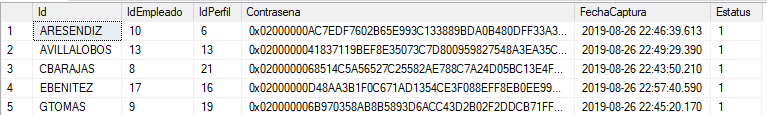 Id IdEmpleado IdPerfil Contrasena FechaCaptura Estatus
1 ARESENDIZ 10 6 0x02000000AC7EDF7602B65E993C133889BDA0B480DFF33A3... 2019-08-26 22:46:39.613 1
2 AVILLALOBOS 13 13 0x0200000041837119BEF8E35073C7D800959827548A3EA35C... 2019-08-26 22:49:29.390 1
3 CBARAJAS 8 21 0x0200000068514C5A56527C25582AE788C7A24D05BC13E4F... 2019-08-26 22:43:50.210 1
4 EBENITEZ 17 16 0x02000000D48AA3B1F0C671AD1354CE3F088EFF8EB0EE99... 2019-08-26 22:57:40.590 1
5 GTOMAS 9 19 0x020000006B970358AB8B5893D6ACC43D2B02F2DDCB71FF... 2019-08-26 22:45:20.170 1